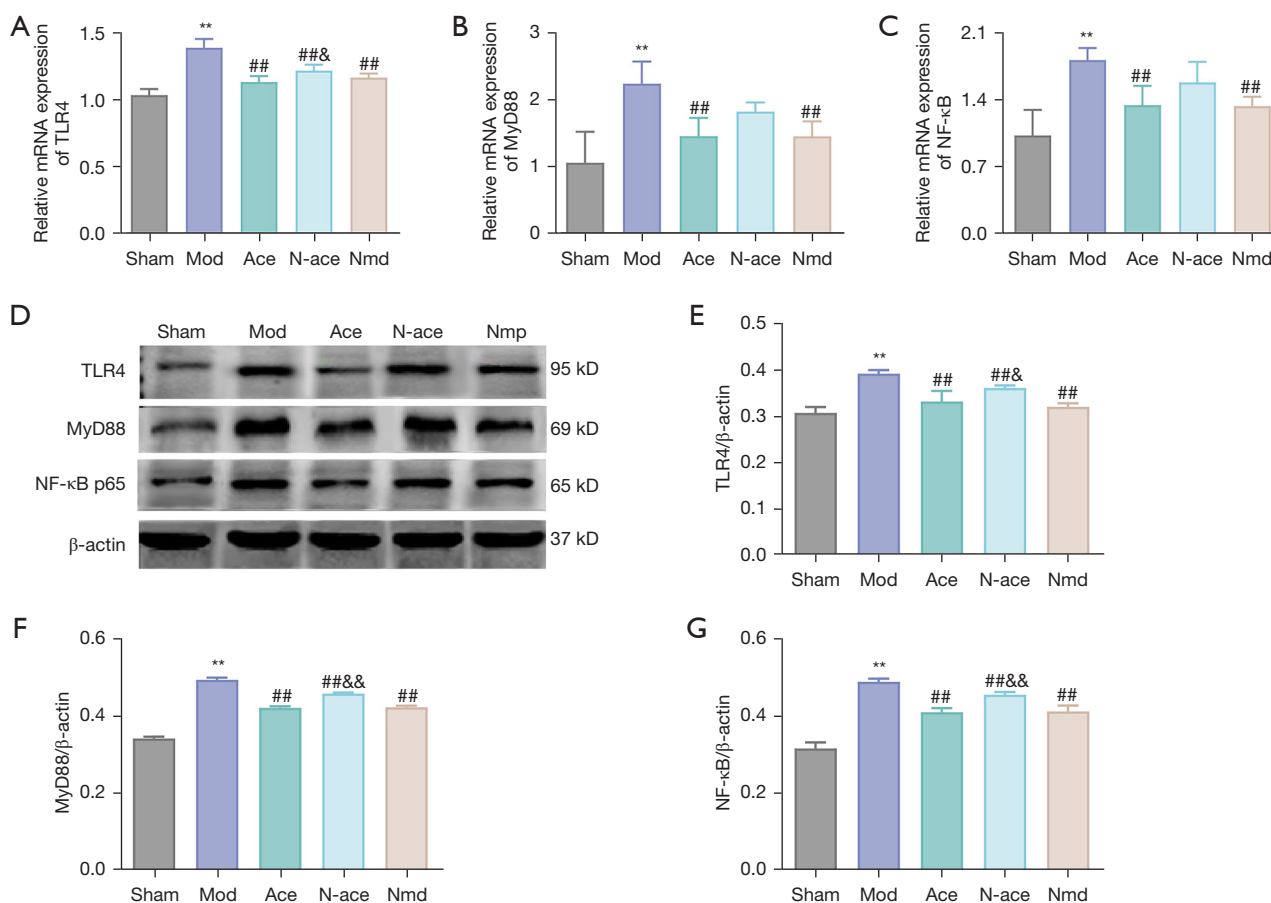 A
Relative mRNA expression
of TLR4
1.5
1.0
0.5
0.0
**
##
##&
##
Sham Mod Ace N-ace Nmd
B
Relative mRNA expression
of MyD88
3
2
1
0
**
##
##
Sham Mod Ace N-ace Nmd
C
Relative mRNA expression
of NF-κB
2.1
1.4
0.7
0.0
**
##
##
Sham Mod Ace N-ace Nmd
D
Sham Mod Ace N-ace Nmp
TLR4 95 kD
MyD88 69 kD
NF-κB p65 65 kD
β-actin 37 kD
E
TLR4/β-actin
0.5
0.4
0.3
0.2
0.1
0.0
**
##
##&
##
Sham Mod Ace N-ace Nmd
F
MyD88/β-actin
0.6
0.4
0.2
0.0
**
##
##&&
##
Sham Mod Ace N-ace Nmd
G
NF-κB/β-actin
0.6
0.4
0.2
0.0
**
##
##&&
##
Sham Mod Ace N-ace Nmd